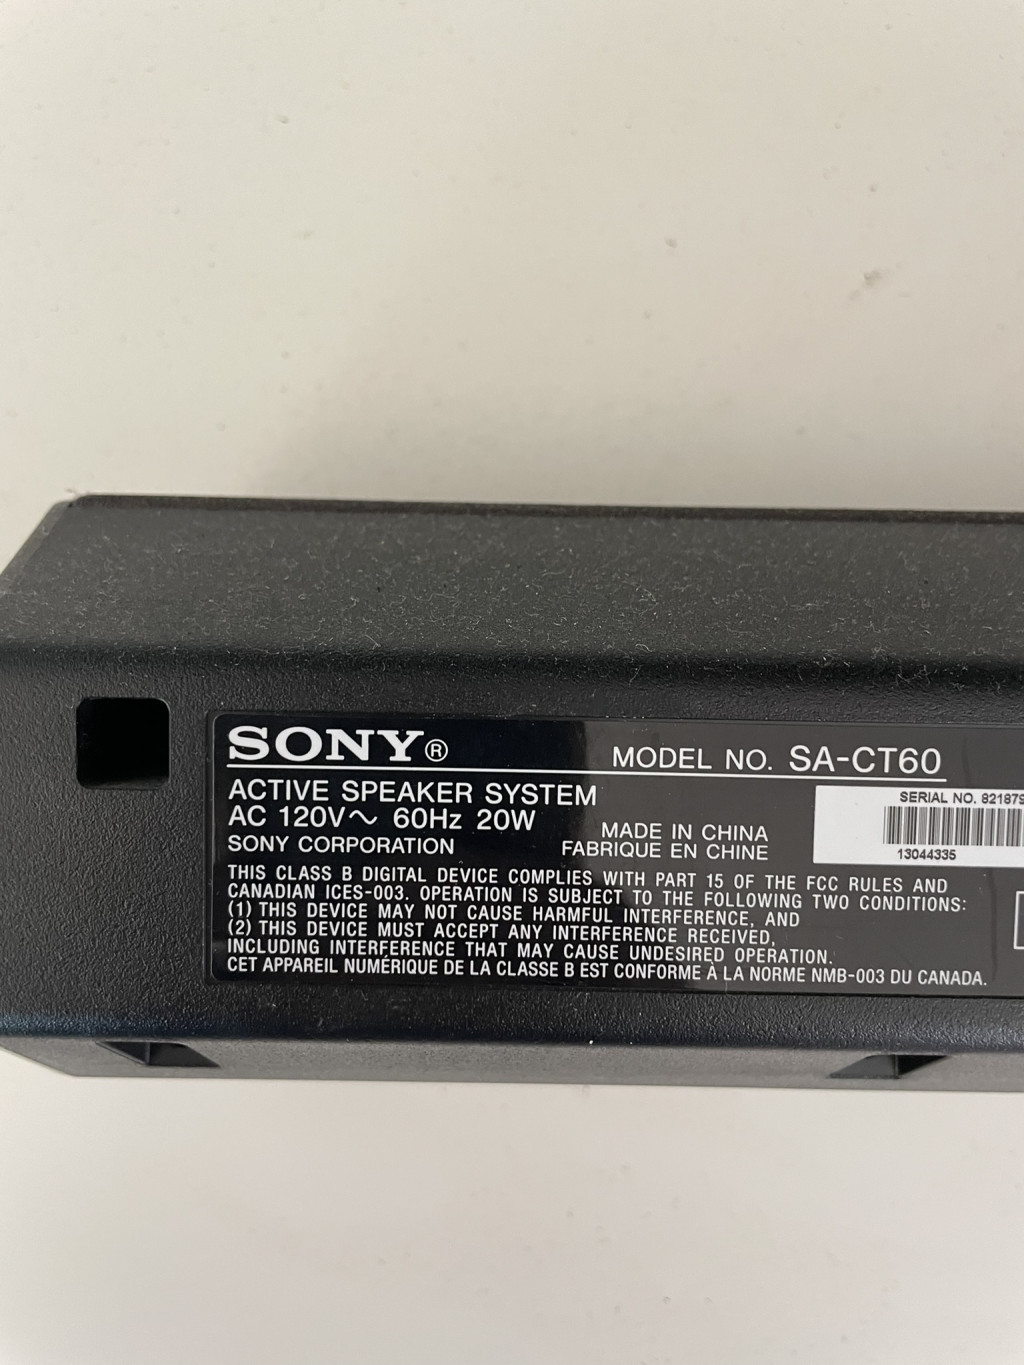 SONY®
MODEL NO. SA-CT60
ACTIVE SPEAKER SYSTEM
AC 120V～ 60Hz 20W
SONY CORPORATION
MADE IN CHINA
FABRIQUE EN CHINE
SERIAL NO. 821879
13044335
THIS CLASS B DIGITAL DEVICE COMPLIES WITH PART 15 OF THE FCC RULES AND
CANADIAN ICES-003. OPERATION IS SUBJECT TO THE FOLLOWING TWO CONDITIONS:
(1) THIS DEVICE MAY NOT CAUSE HARMFUL INTERFERENCE, AND
(2) THIS DEVICE MUST ACCEPT ANY INTERFERENCE RECEIVED,
INCLUDING INTERFERENCE THAT MAY CAUSE UNDESIRED OPERATION.
CET APPAREIL NUMÉRIQUE DE LA CLASSE B EST CONFORME À LA NORME NMB-003 DU CANADA.